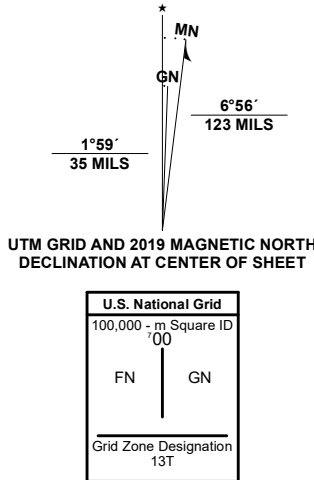 ★
MN
GN
6°56´
123 MILS
1°59´
35 MILS
UTM GRID AND 2019 MAGNETIC NORTH
DECLINATION AT CENTER OF SHEET
U.S. National Grid
100,000 - m Square ID
⁷00
FN GN
Grid Zone Designation
13T